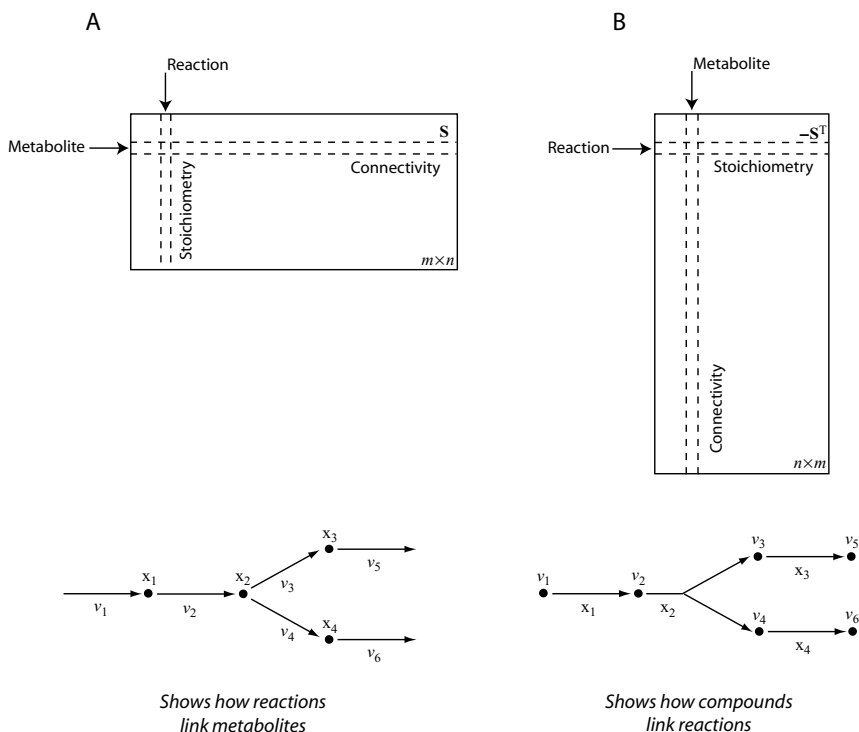 A
Reaction
Metabolite
S
Connectivity
Stoichiometry
m×n
x₁
x₂
x₃
x₄
v₁
v₂
v₃
v₄
v₅
v₆
Shows how reactions
link metabolites
B
Metabolite
Reaction
–Sᵀ
Stoichiometry
Connectivity
n×m
v₁
v₂
v₃
v₅
v₄
v₆
x₁
x₂
x₃
x₄
Shows how compounds
link reactions